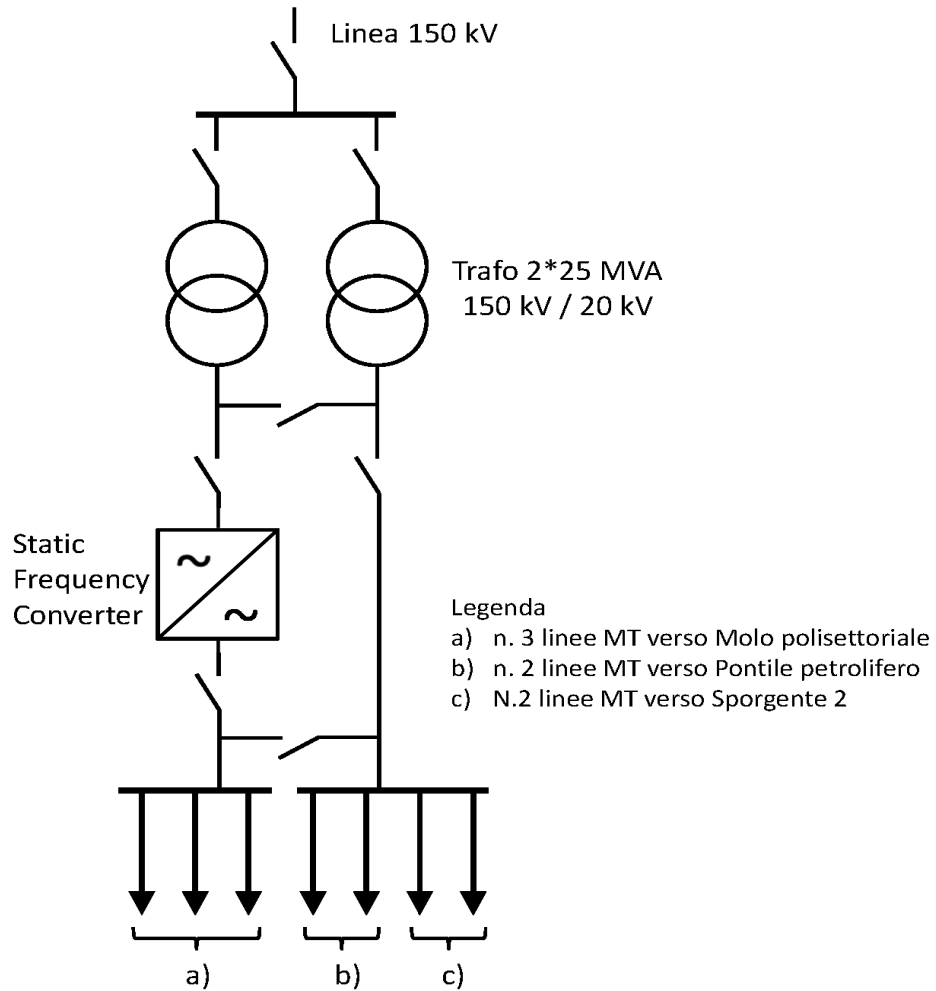 Linea 150 kV
Trafo 2*25 MVA
150 kV / 20 kV
Static
Frequency
Converter
Legenda
a) n. 3 linee MT verso Molo polisettoriale
b) n. 2 linee MT verso Pontile petrolifero
c) N.2 linee MT verso Sporgente 2
a)
b)
c)